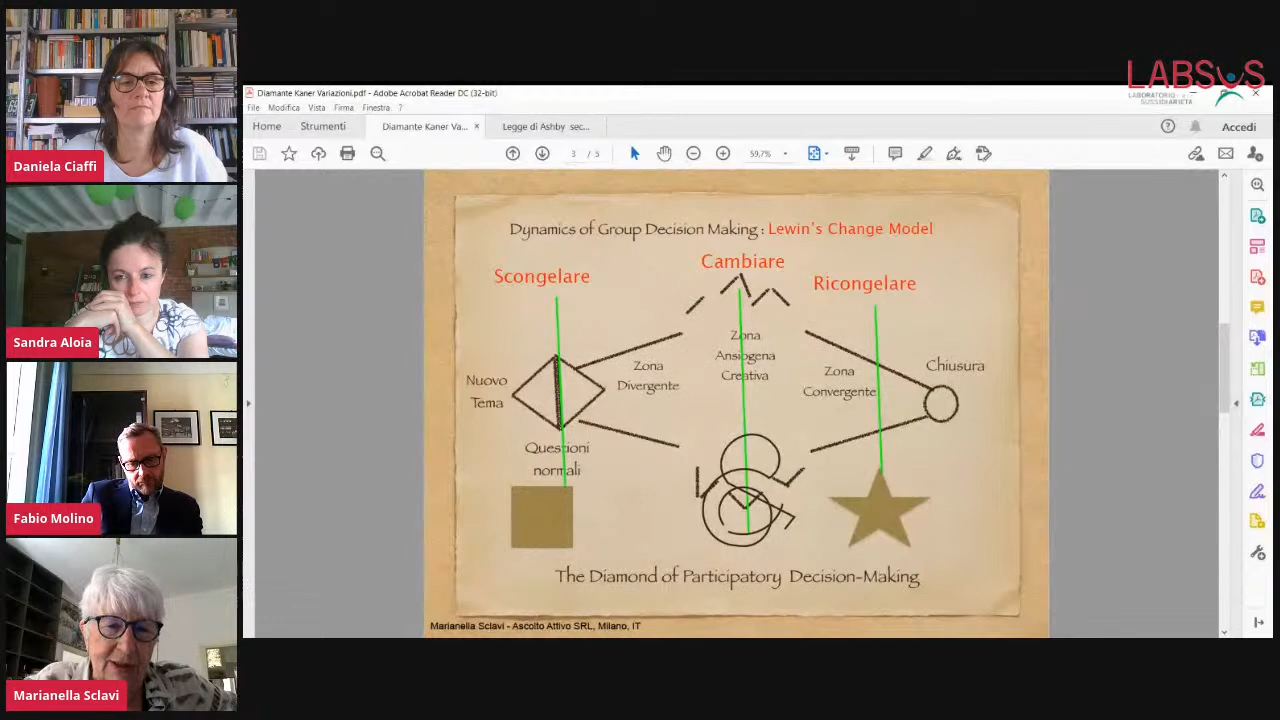 Daniela Ciaffi
Sandra Aloia
Fabio Molino
Marianella Sclavi
LABSUS
LABORATORIO
SUSSIDIARIETÀ
Diamante Kaner Variazioni.pdf - Adobe Acrobat Reader DC (32-bit)
File Modifica Vista Firma Finestra ?
Home Strumenti Diamante Kaner Va... × Legge di Ashby sec... Accedi
3 / 5 59,7%
Dynamics of Group Decision Making : Lewin's Change Model
Scongelare
Cambiare
Ricongelare
Nuovo
Tema
Zona
Divergente
Zona
Ansiogena
Creativa
Zona
Convergente
Chiusura
Questioni
normali
The Diamond of Participatory Decision-Making
Marianella Sclavi - Ascolto Attivo SRL, Milano, IT